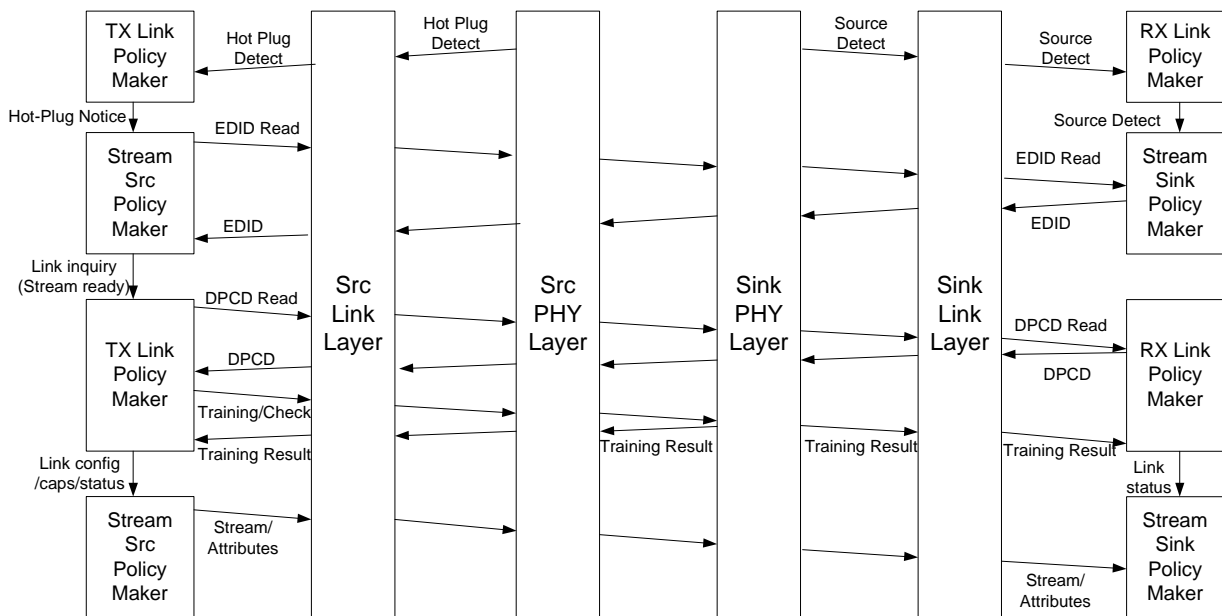 TX Link
Policy
Maker
Hot Plug
Detect
Hot Plug
Detect
Source
Detect
Source
Detect
RX Link
Policy
Maker
Hot-Plug Notice
Source Detect
Stream
Src
Policy
Maker
EDID Read
EDID
EDID Read
EDID
Stream
Sink
Policy
Maker
Link inquiry
(Stream ready)
Src
Link
Layer
Src
PHY
Layer
Sink
PHY
Layer
Sink
Link
Layer
TX Link
Policy
Maker
DPCD Read
DPCD
Training/Check
Training Result
Training Result
Training Result
Training Result
DPCD Read
DPCD
RX Link
Policy
Maker
Link config
/caps/status
Link
status
Stream
Src
Policy
Maker
Stream/
Attributes
Stream/
Attributes
Stream
Sink
Policy
Maker